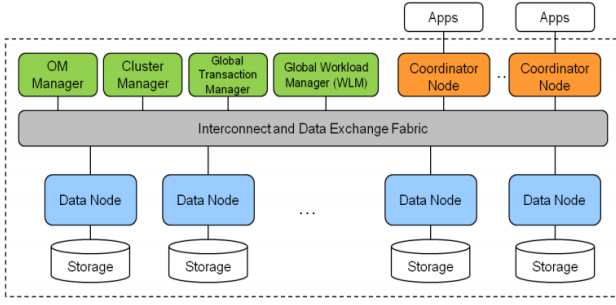 Apps
Apps
OM
Manager
Cluster
Manager
Global
Transaction
Manager
Global Workload
Manager (WLM)
Coordinator
Node
..
Coordinator
Node
Interconnect and Data Exchange Fabric
Data Node
Data Node
...
Data Node
Data Node
Storage
Storage
Storage
Storage